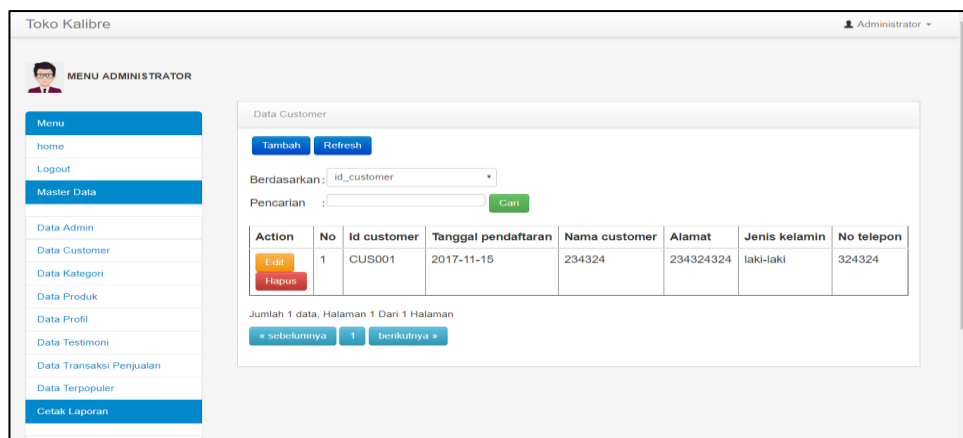 Toko Kalibre
Administrator
MENU ADMINISTRATOR
Menu
home
Logout
Master Data
Data Admin
Data Customer
Data Kategori
Data Produk
Data Profil
Data Testimoni
Data Transaksi Penjualan
Data Terpopuler
Cetak Laporan
Data Customer
Tambah Refresh
Berdasarkan : id_customer
Pencarian : Cari
Action No Id customer Tanggal pendaftaran Nama customer Alamat Jenis kelamin No telepon
Edit 1 CUS001 2017-11-15 234324 234324324 laki-laki 324324
Hapus
Jumlah 1 data, Halaman 1 Dari 1 Halaman
« sebelumnya 1 berikutnya »